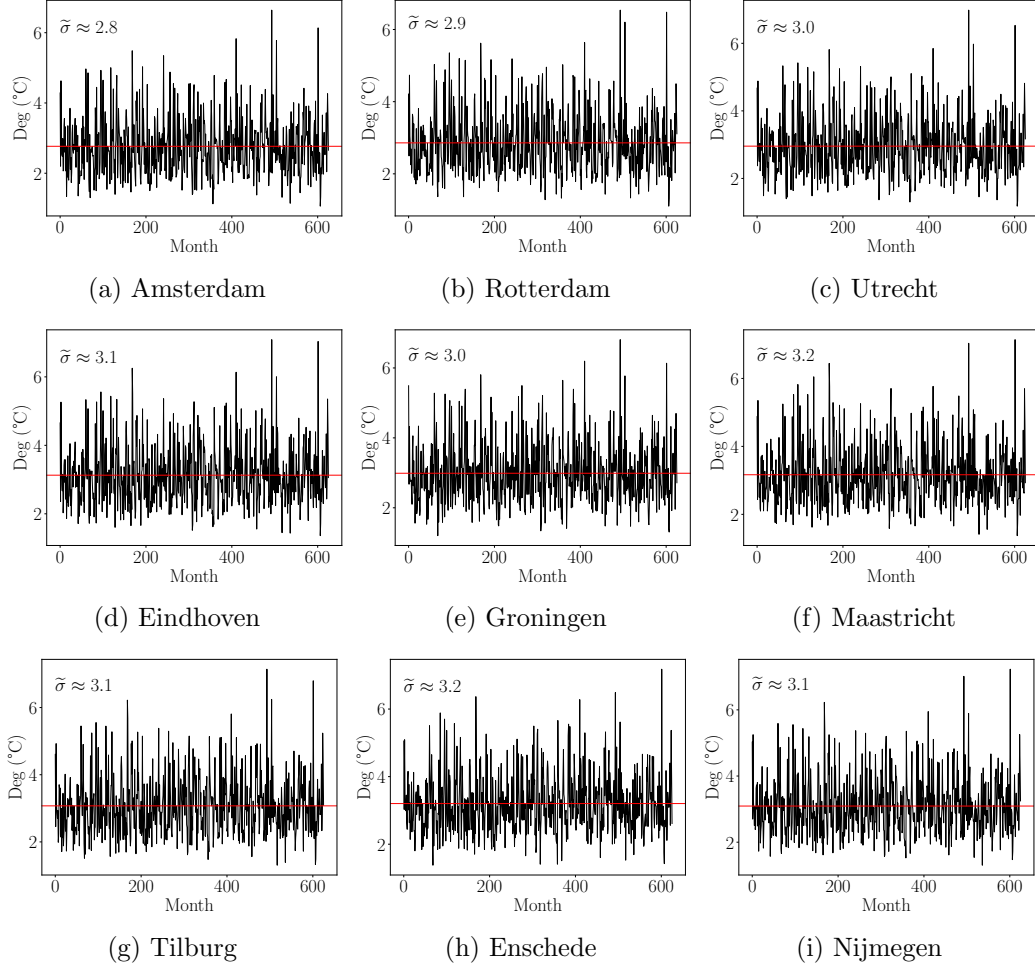 σ̃ ≈ 2.8
Deg (°C)
6
4
2
0
200
400
600
Month
(a) Amsterdam
σ̃ ≈ 2.9
Deg (°C)
6
4
2
0
200
400
600
Month
(b) Rotterdam
σ̃ ≈ 3.0
Deg (°C)
6
4
2
0
200
400
600
Month
(c) Utrecht
σ̃ ≈ 3.1
Deg (°C)
6
4
2
0
200
400
600
Month
(d) Eindhoven
σ̃ ≈ 3.0
Deg (°C)
6
4
2
0
200
400
600
Month
(e) Groningen
σ̃ ≈ 3.2
Deg (°C)
6
4
2
0
200
400
600
Month
(f) Maastricht
σ̃ ≈ 3.1
Deg (°C)
6
4
2
0
200
400
600
Month
(g) Tilburg
σ̃ ≈ 3.2
Deg (°C)
6
4
2
0
200
400
600
Month
(h) Enschede
σ̃ ≈ 3.1
Deg (°C)
6
4
2
0
200
400
600
Month
(i) Nijmegen